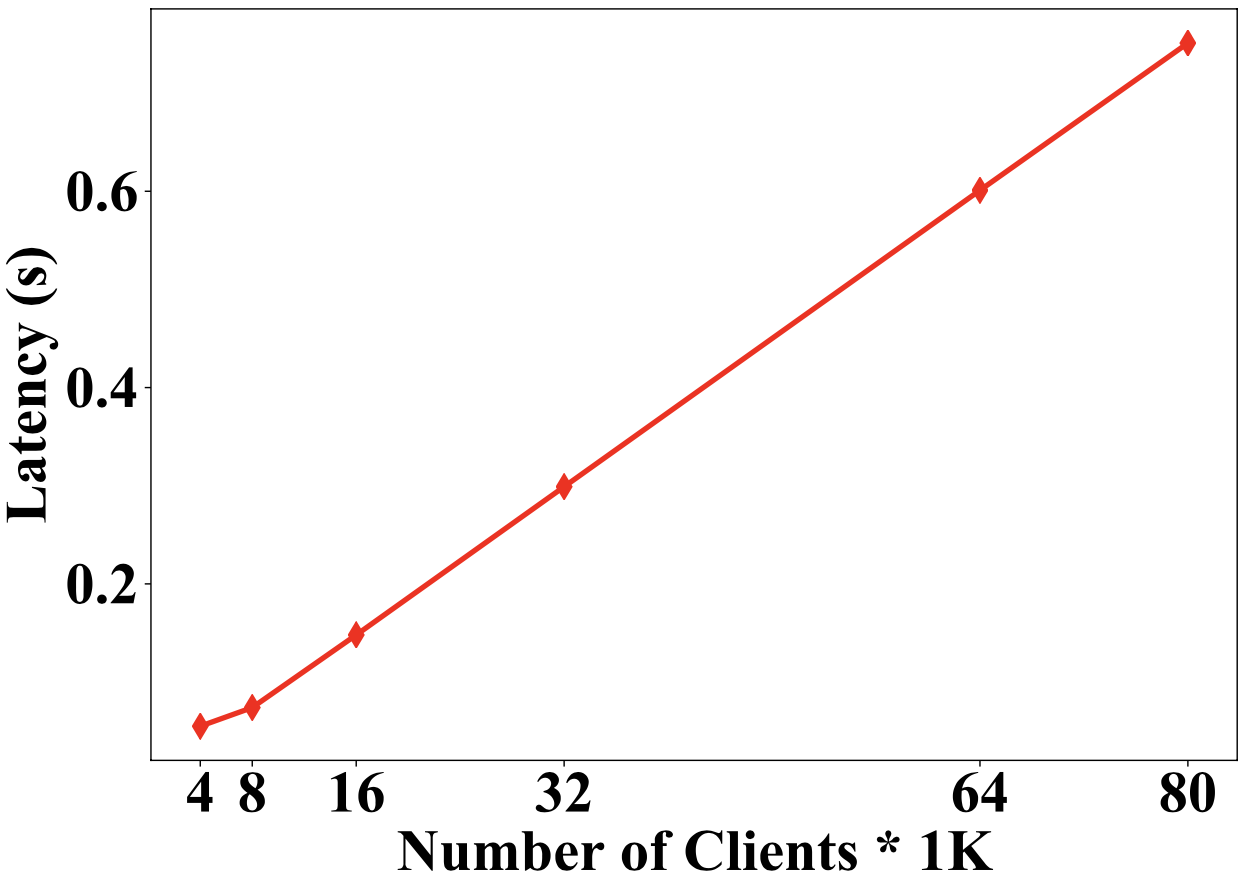 Latency (s)
0.6
0.4
0.2
4 8 16 32 64 80
Number of Clients * 1K